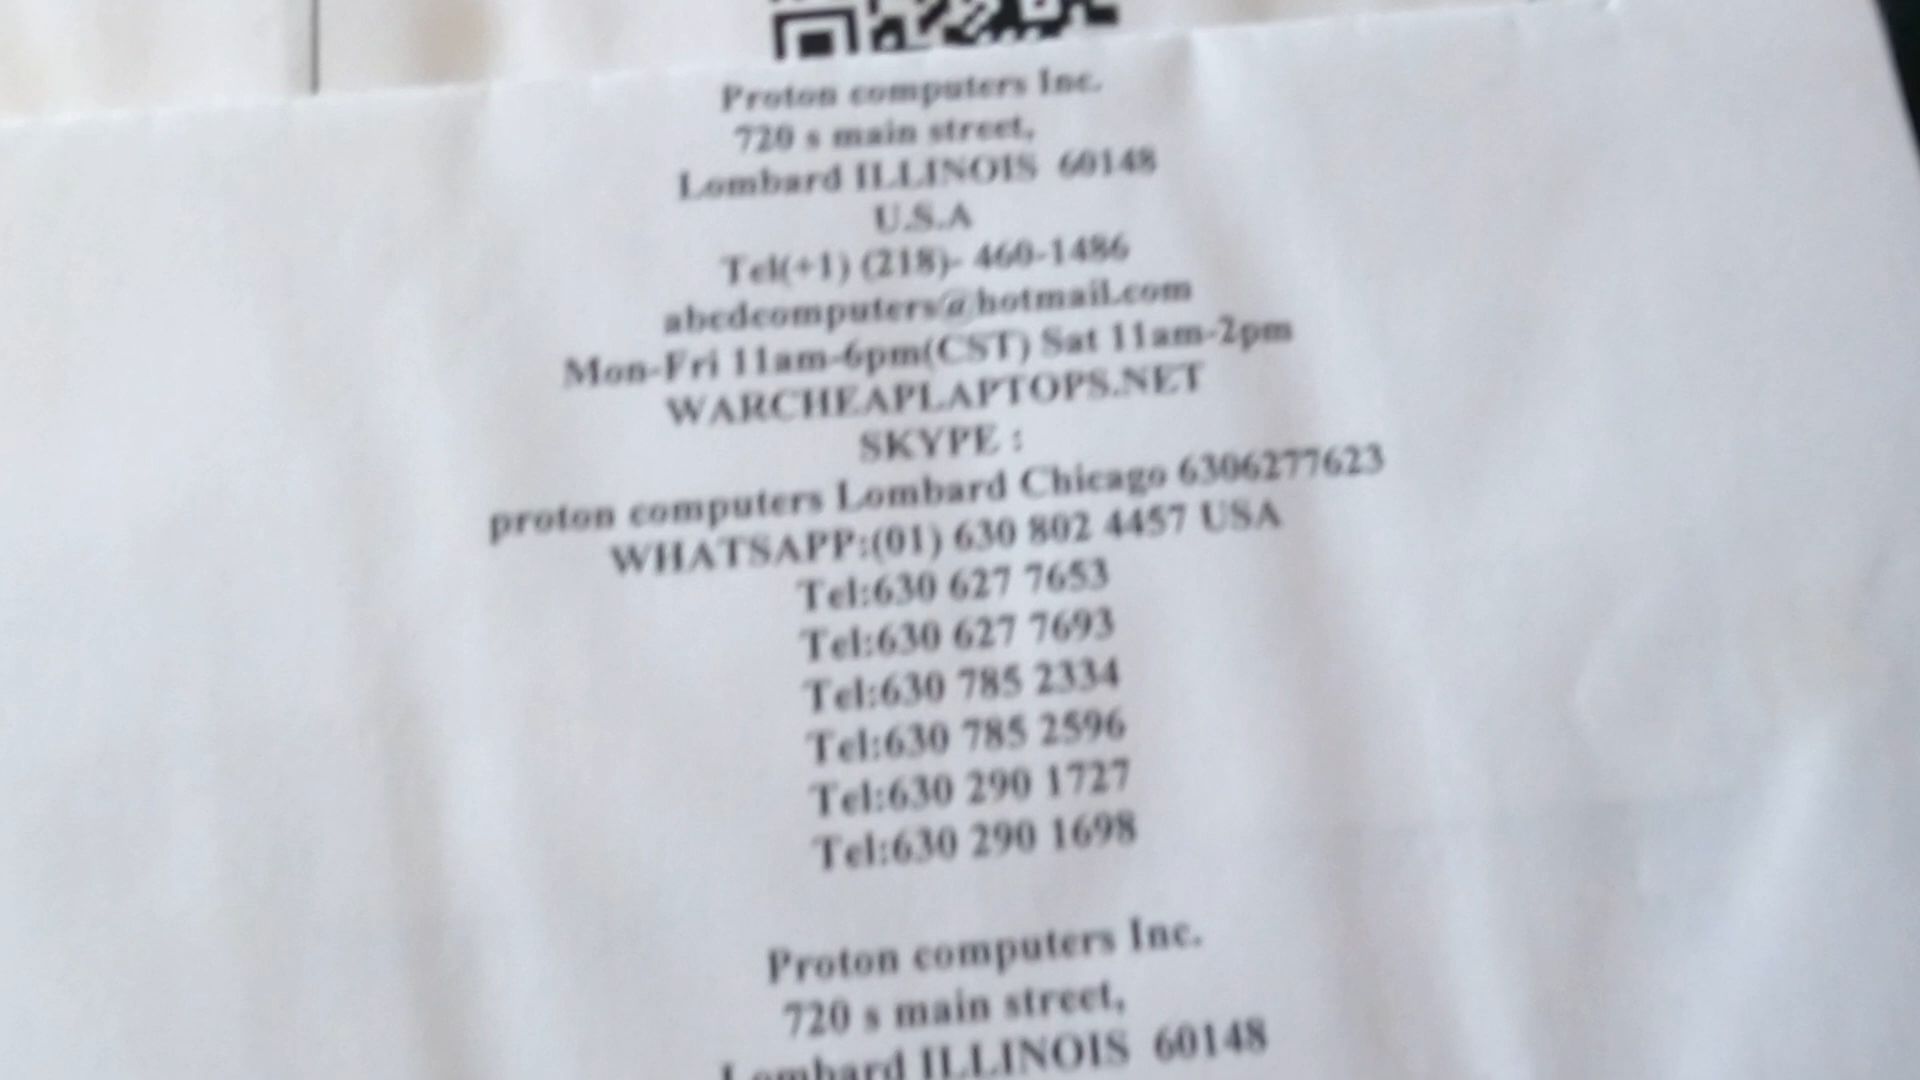 Proton computers Inc.
720 s main street,
Lombard ILLINOIS 60148
U.S.A
Tel(+1) (218)- 460-1486
abcdcomputers@hotmail.com
Mon-Fri 11am-6pm(CST) Sat 11am-2pm
WARCHEAPLAPTOPS.NET
SKYPE :
proton computers Lombard Chicago 6306277623
WHATSAPP:(01) 630 802 4457 USA
Tel:630 627 7653
Tel:630 627 7693
Tel:630 785 2334
Tel:630 785 2596
Tel:630 290 1727
Tel:630 290 1698
Proton computers Inc.
720 s main street,
Lombard ILLINOIS 60148